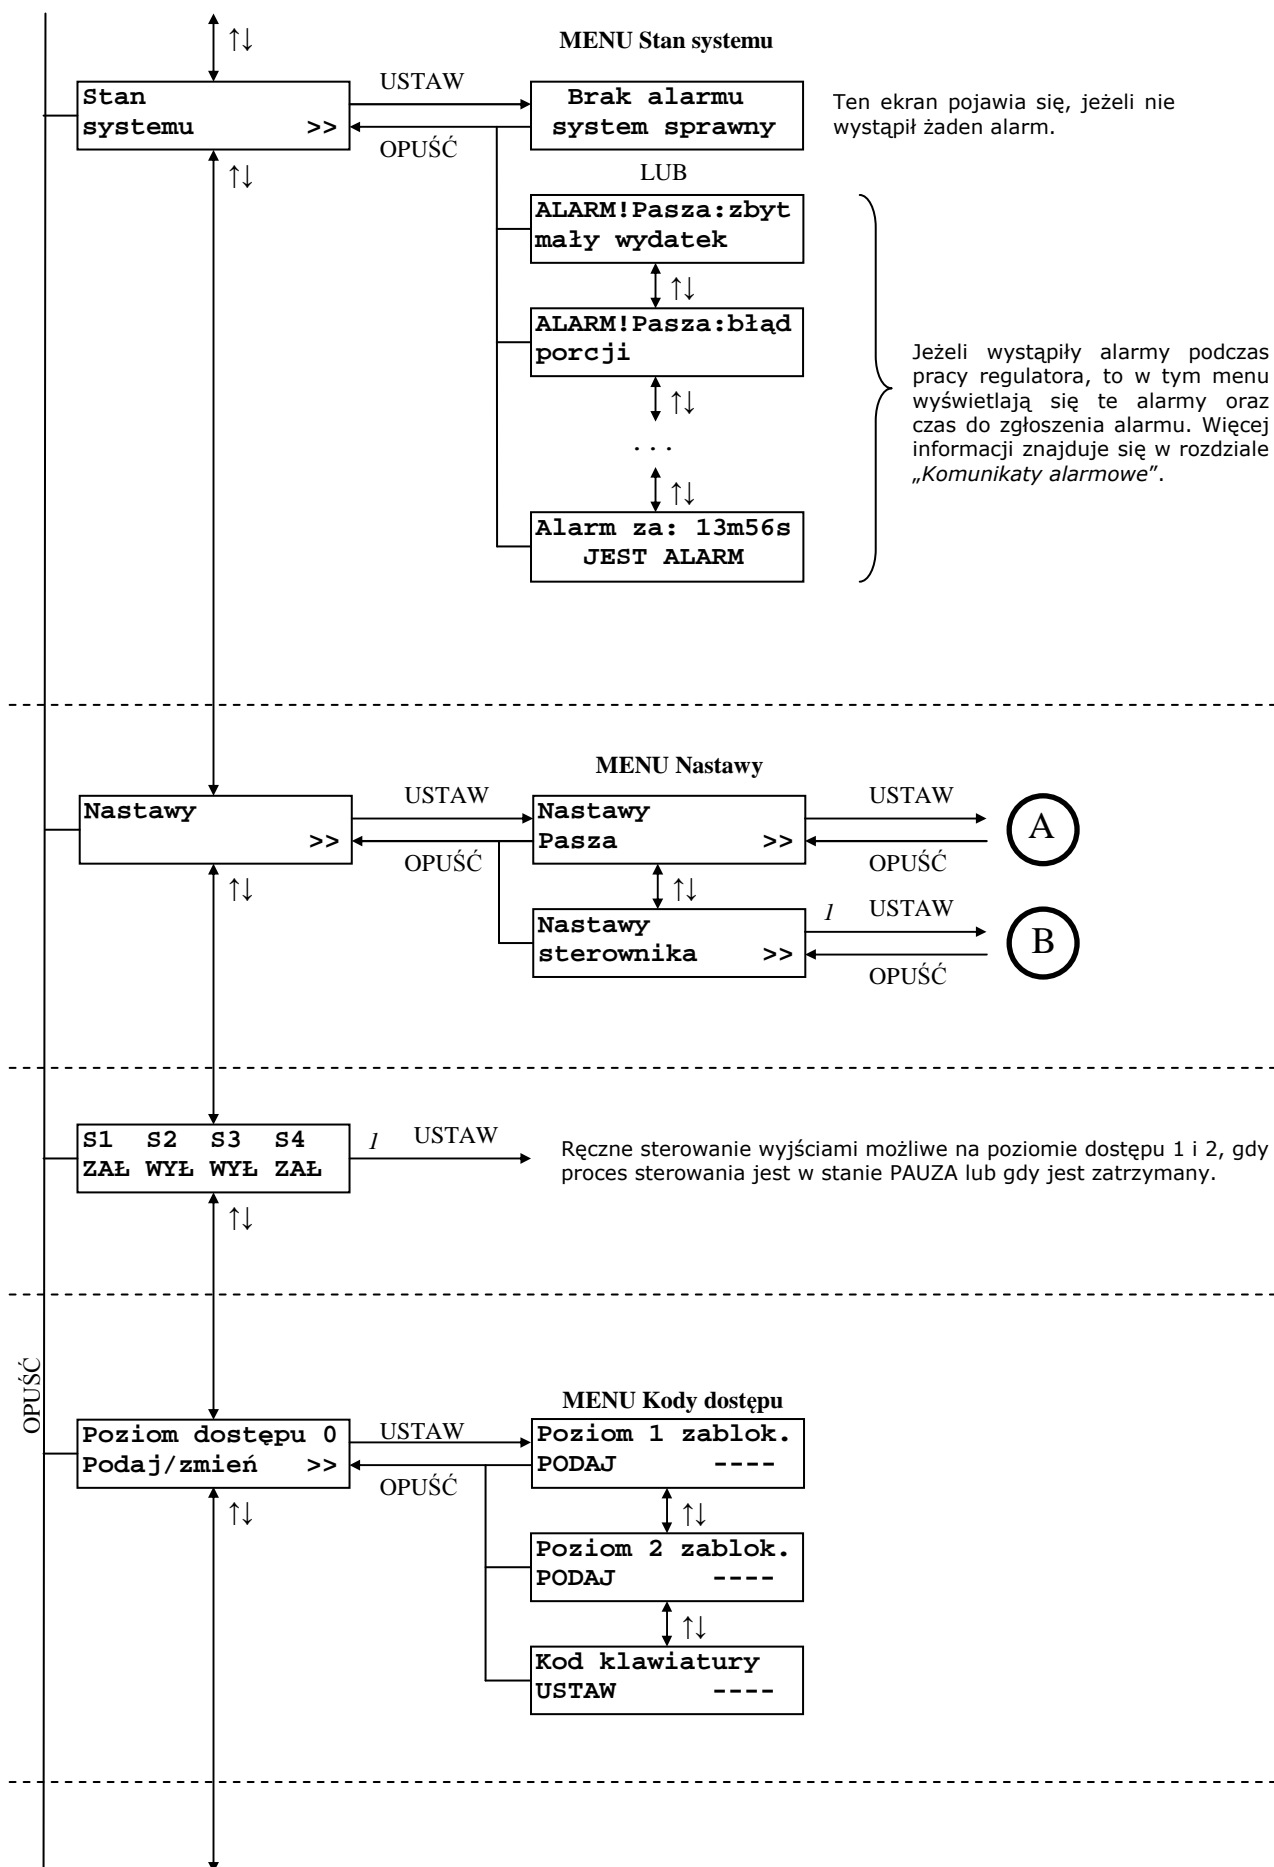 ↑↓
MENU Stan systemu
Stan
systemu >>
USTAW
OPUŚĆ
Brak alarmu
system sprawny
Ten ekran pojawia się, jeżeli nie
wystąpił żaden alarm.
↑↓
LUB
ALARM!Pasza:zbyt
mały wydatek
↑↓
ALARM!Pasza:błąd
porcji
↑↓
...
↑↓
Alarm za: 13m56s
JEST ALARM
Jeżeli wystąpiły alarmy podczas
pracy regulatora, to w tym menu
wyświetlają się te alarmy oraz
czas do zgłoszenia alarmu. Więcej
informacji znajduje się w rozdziale
„Komunikaty alarmowe”.
MENU Nastawy
Nastawy
>>
USTAW
OPUŚĆ
Nastawy
Pasza >>
USTAW
OPUŚĆ
A
↑↓
↑↓
Nastawy
sterownika >>
1 USTAW
OPUŚĆ
B
S1 S2 S3 S4
ZAŁ WYŁ WYŁ ZAŁ
1 USTAW
Ręczne sterowanie wyjściami możliwe na poziomie dostępu 1 i 2, gdy
proces sterowania jest w stanie PAUZA lub gdy jest zatrzymany.
↑↓
OPUŚĆ
MENU Kody dostępu
Poziom dostępu 0
Podaj/zmień >>
USTAW
OPUŚĆ
Poziom 1 zablok.
PODAJ ----
↑↓
↑↓
Poziom 2 zablok.
PODAJ ----
↑↓
Kod klawiatury
USTAW ----